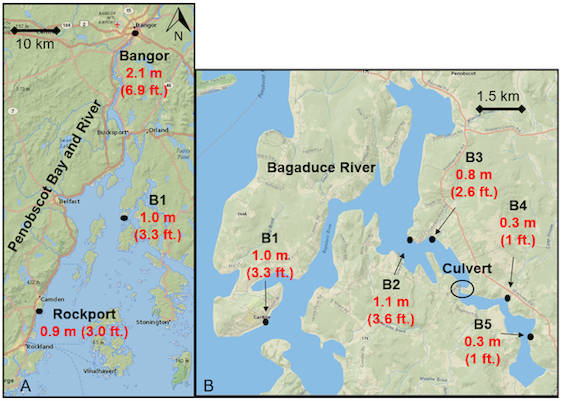 10 km
N
Bangor
Bangor
2.1 m
(6.9 ft.)
Penobscot Bay and River
Bucksport
Orland
Belfast
B1
1.0 m
(3.3 ft.)
Camden
Rockport
0.9 m (3.0 ft.)
Stonington
Rockland
Vinalhaven
A
Penobscot
1.5 km
Bagaduce River
B3
0.8 m
(2.6 ft.)
B4
0.3 m
(1 ft.)
B1
1.0 m
(3.3 ft.)
Culvert
B2
1.1 m
(3.6 ft.)
B5
0.3 m
(1 ft.)
Castine
B